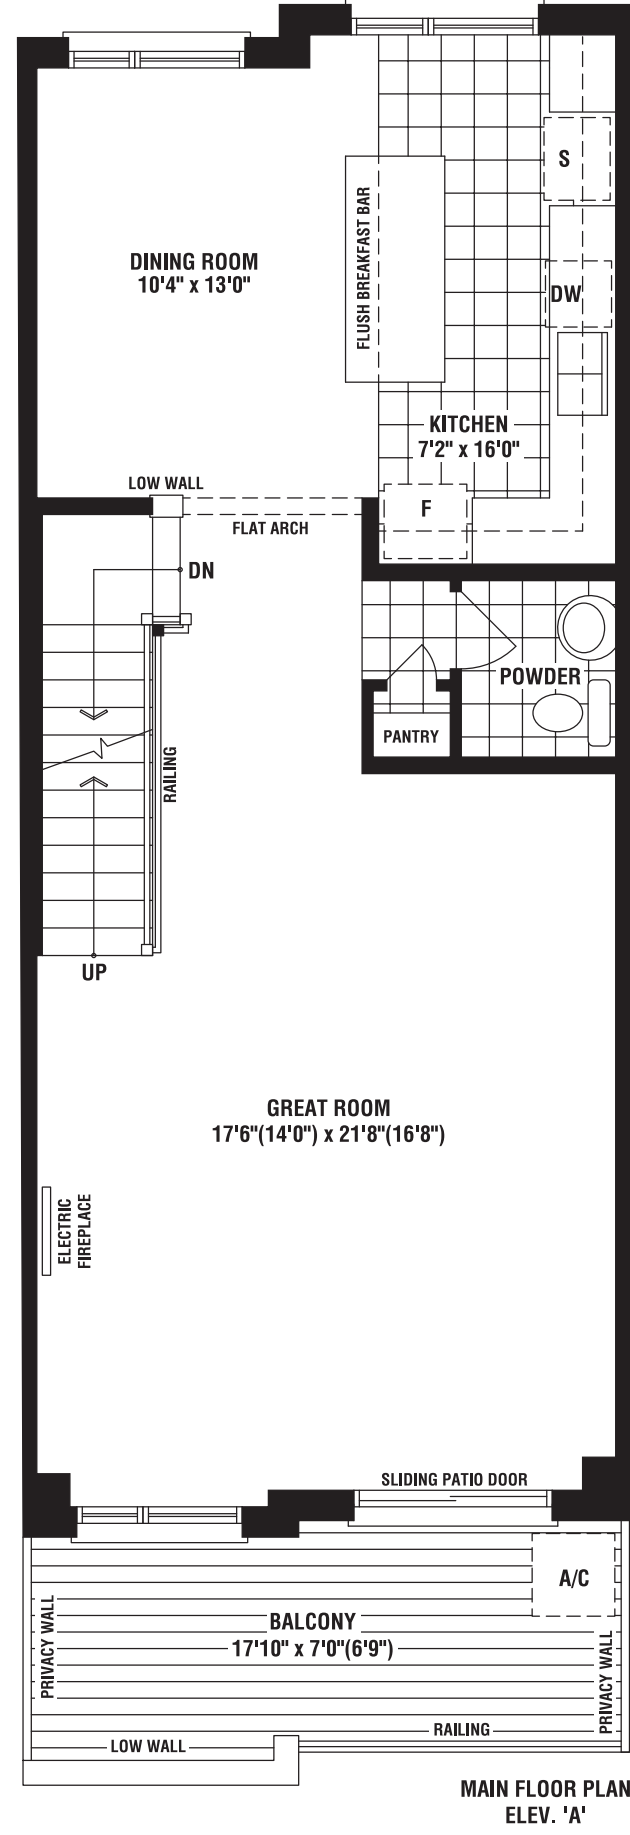 S
DINING ROOM
10'4" x 13'0"
FLUSH BREAKFAST BAR
DW
KITCHEN
7'2" x 16'0"
LOW WALL
F
FLAT ARCH
DN
POWDER
PANTRY
RAILING
UP
GREAT ROOM
17'6"(14'0") x 21'8"(16'8")
ELECTRIC
FIREPLACE
SLIDING PATIO DOOR
A/C
BALCONY
17'10" x 7'0"(6'9")
PRIVACY WALL
PRIVACY WALL
RAILING
LOW WALL
MAIN FLOOR PLAN
ELEV. 'A'